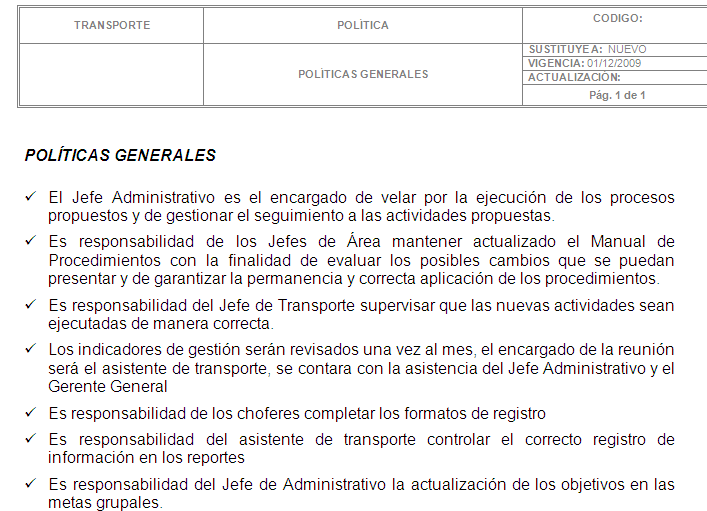 TRANSPORTE
POLÌTICA
CODIGO:
POLÌTICAS GENERALES
SUSTITUYE A: NUEVO
VIGENCIA: 01/12/2009
ACTUALIZACIÓN:
Pág. 1 de 1
POLÍTICAS GENERALES
✓ El Jefe Administrativo es el encargado de velar por la ejecución de los procesos
propuestos y de gestionar el seguimiento a las actividades propuestas.
✓ Es responsabilidad de los Jefes de Área mantener actualizado el Manual de
Procedimientos con la finalidad de evaluar los posibles cambios que se puedan
presentar y de garantizar la permanencia y correcta aplicación de los procedimientos.
✓ Es responsabilidad del Jefe de Transporte supervisar que las nuevas actividades sean
ejecutadas de manera correcta.
✓ Los indicadores de gestión serán revisados una vez al mes, el encargado de la reunión
será el asistente de transporte, se contara con la asistencia del Jefe Administrativo y el
Gerente General
✓ Es responsabilidad de los choferes completar los formatos de registro
✓ Es responsabilidad del asistente de transporte controlar el correcto registro de
información en los reportes
✓ Es responsabilidad del Jefe de Administrativo la actualización de los objetivos en las
metas grupales.